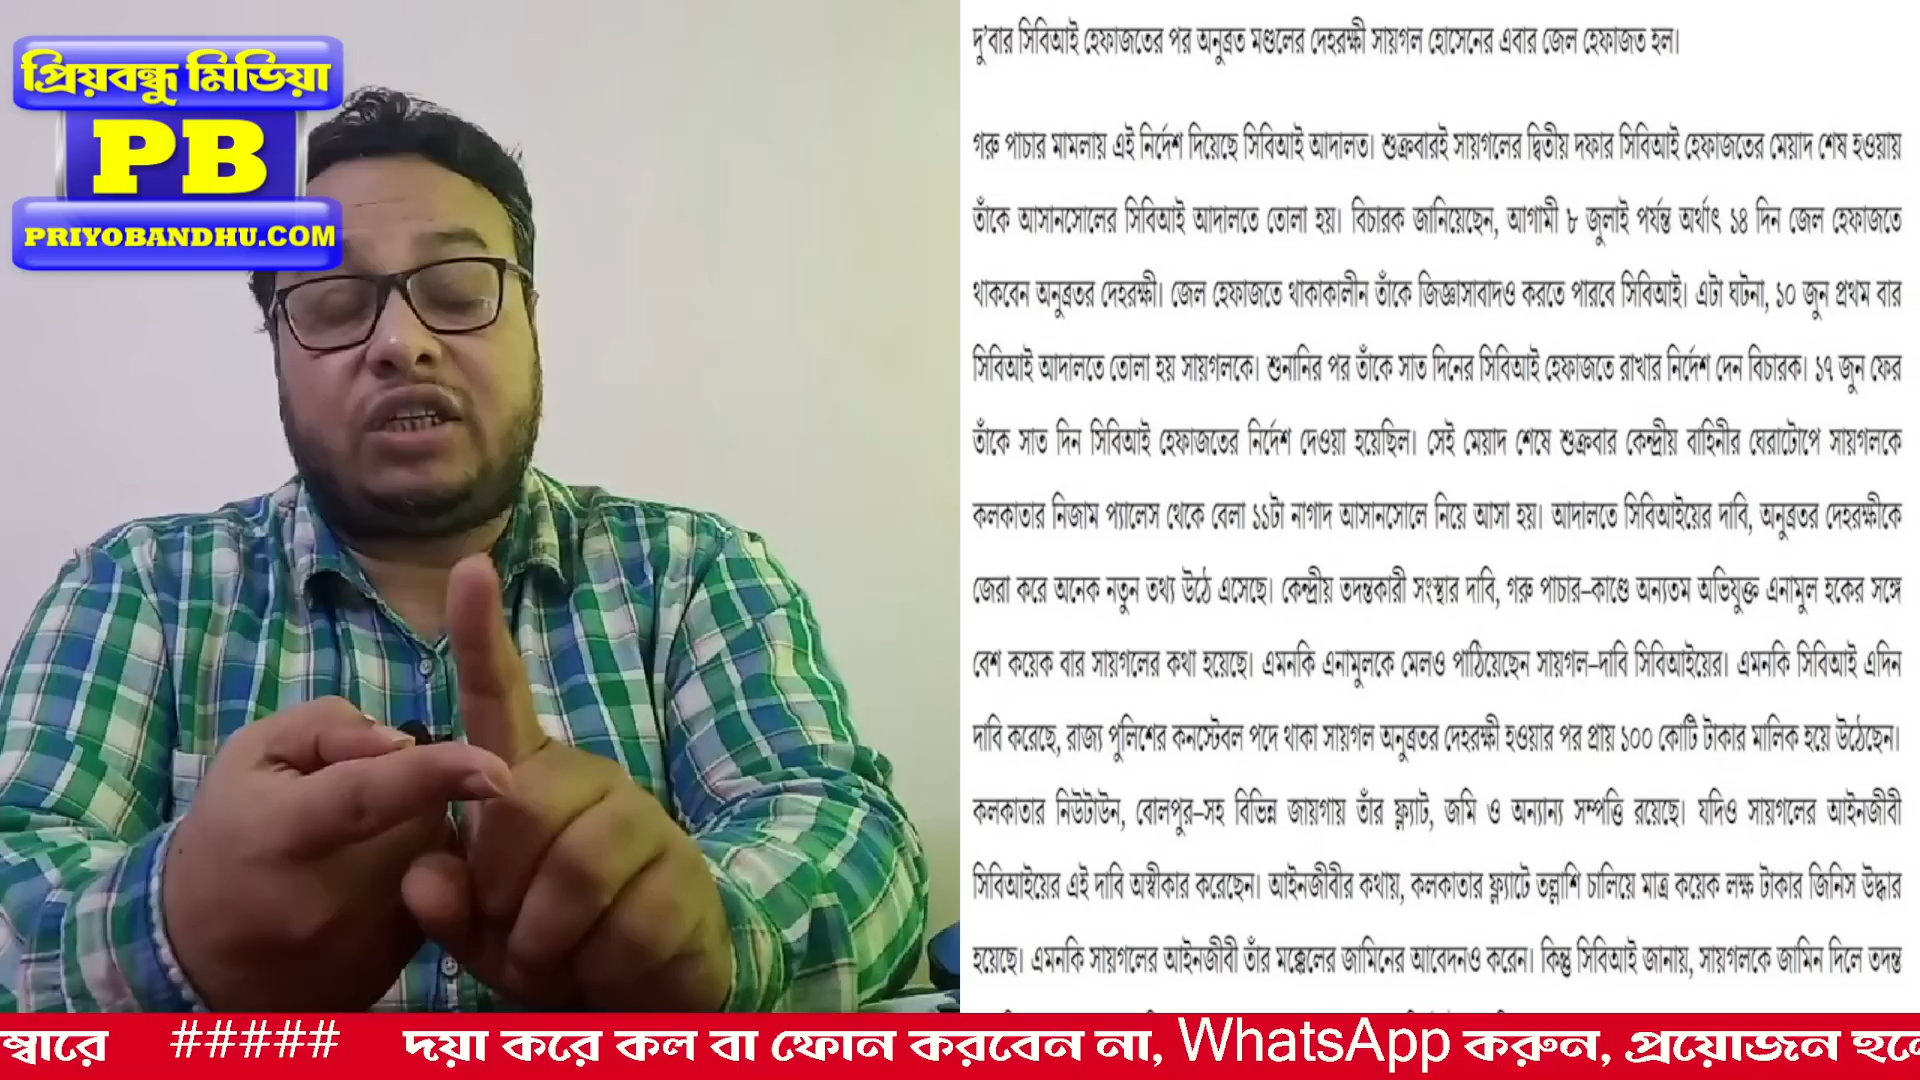 প্রিয়বন্ধু মিডিয়া
PB
PRIYOBANDHU.COM
দু'বার সিবিআই হেফাজতের পর অনুব্রত মণ্ডলের দেহরক্ষী সায়গল হোসেনের এবার জেল হেফাজত হল।
গরু পাচার মামলায় এই নির্দেশ দিয়েছে সিবিআই আদালত। শুক্রবারই সায়গলের দ্বিতীয় দফার সিবিআই হেফাজতের মেয়াদ শেষ হওয়ায়
তাঁকে আসানসোলের সিবিআই আদালতে তোলা হয়। বিচারক জানিয়েছেন, আগামী ৮ জুলাই পর্যন্ত অর্থাৎ ১৪ দিন জেল হেফাজতে
থাকবেন অনুব্রতর দেহরক্ষী। জেল হেফাজতে থাকাকালীন তাঁকে জিজ্ঞাসাবাদও করতে পারবে সিবিআই। এটা ঘটনা, ১০ জুন প্রথম বার
সিবিআই আদালতে তোলা হয় সায়গলকে। শুনানির পর তাঁকে সাত দিনের সিবিআই হেফাজতে রাখার নির্দেশ দেন বিচারক। ১৭ জুন ফের
তাঁকে সাত দিন সিবিআই হেফাজতের নির্দেশ দেওয়া হয়েছিল। সেই মেয়াদ শেষে শুক্রবার কেন্দ্রীয় বাহিনীর ঘেরাটোপে সায়গলকে
কলকাতার নিজাম প্যালেস থেকে বেলা ১১টা নাগাদ আসানসোলে নিয়ে আসা হয়। আদালতে সিবিআইয়ের দাবি, অনুব্রতর দেহরক্ষীকে
জেরা করে অনেক নতুন তথ্য উঠে এসেছে। কেন্দ্রীয় তদন্তকারী সংস্থার দাবি, গরু পাচার–কাণ্ডে অন্যতম অভিযুক্ত এনামুল হকের সঙ্গে
বেশ কয়েক বার সায়গলের কথা হয়েছে। এমনকি এনামুলকে মেলও পাঠিয়েছেন সায়গল–দাবি সিবিআইয়ের। এমনকি সিবিআই এদিন
দাবি করেছে, রাজ্য পুলিশের কনস্টেবল পদে থাকা সায়গল অনুব্রতর দেহরক্ষী হওয়ার পর প্রায় ১০০ কোটি টাকার মালিক হয়ে উঠেছেন।
কলকাতার নিউটাউন, বোলপুর–সহ বিভিন্ন জায়গায় তাঁর ফ্ল্যাট, জমি ও অন্যান্য সম্পত্তি রয়েছে। যদিও সায়গলের আইনজীবী
সিবিআইয়ের এই দাবি অস্বীকার করেছেন। আইনজীবীর কথায়, কলকাতার ফ্ল্যাটে তল্লাশি চালিয়ে মাত্র কয়েক লক্ষ টাকার জিনিস উদ্ধার
হয়েছে। এমনকি সায়গলের আইনজীবী তাঁর মক্কেলের জামিনের আবেদনও করেন। কিন্তু সিবিআই জানায়, সায়গলকে জামিন দিলে তদন্ত
ম্বারে ##### দয়া করে কল বা ফোন করবেন না, WhatsApp করুন, প্রয়োজন হলে